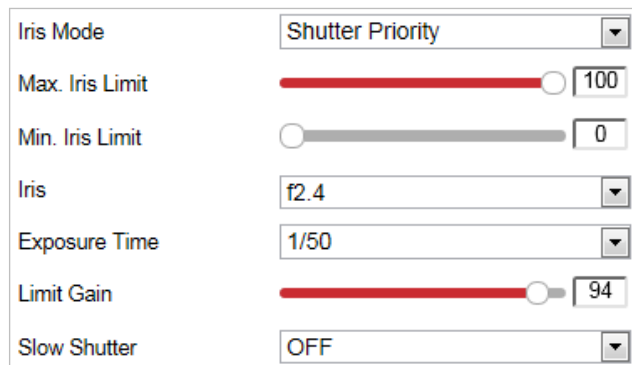 Iris Mode Shutter Priority
Max. Iris Limit 100
Min. Iris Limit 0
Iris f2.4
Exposure Time 1/50
Limit Gain 94
Slow Shutter OFF